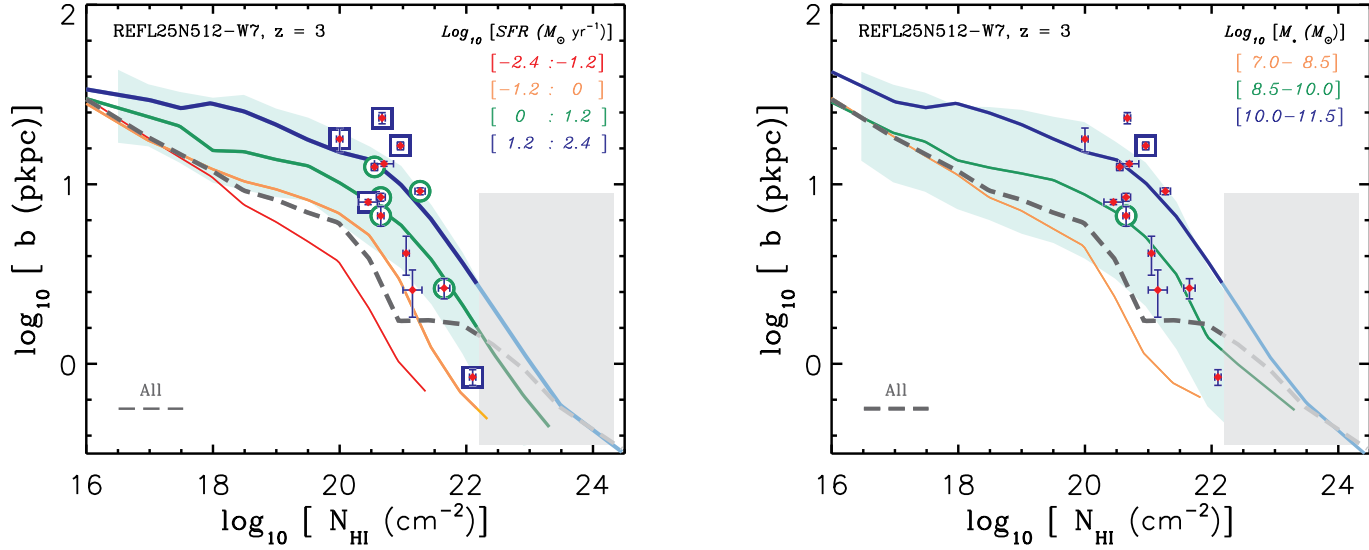 REFL25N512-W7, z = 3
Log₁₀ [SFR (M⊙ yr⁻¹)]
[-2.4 : -1.2]
[-1.2 : 0 ]
[ 0 : 1.2 ]
[ 1.2 : 2.4 ]
2
1
0
log₁₀ [ b (pkpc) ]
All
16 18 20 22 24
log₁₀ [ N_HI (cm⁻²) ]
REFL25N512-W7, z = 3
Log₁₀ [M⋆ (M⊙)]
[ 7.0- 8.5]
[ 8.5-10.0]
[10.0-11.5]
2
1
0
log₁₀ [ b (pkpc) ]
All
16 18 20 22 24
log₁₀ [ N_HI (cm⁻²) ]